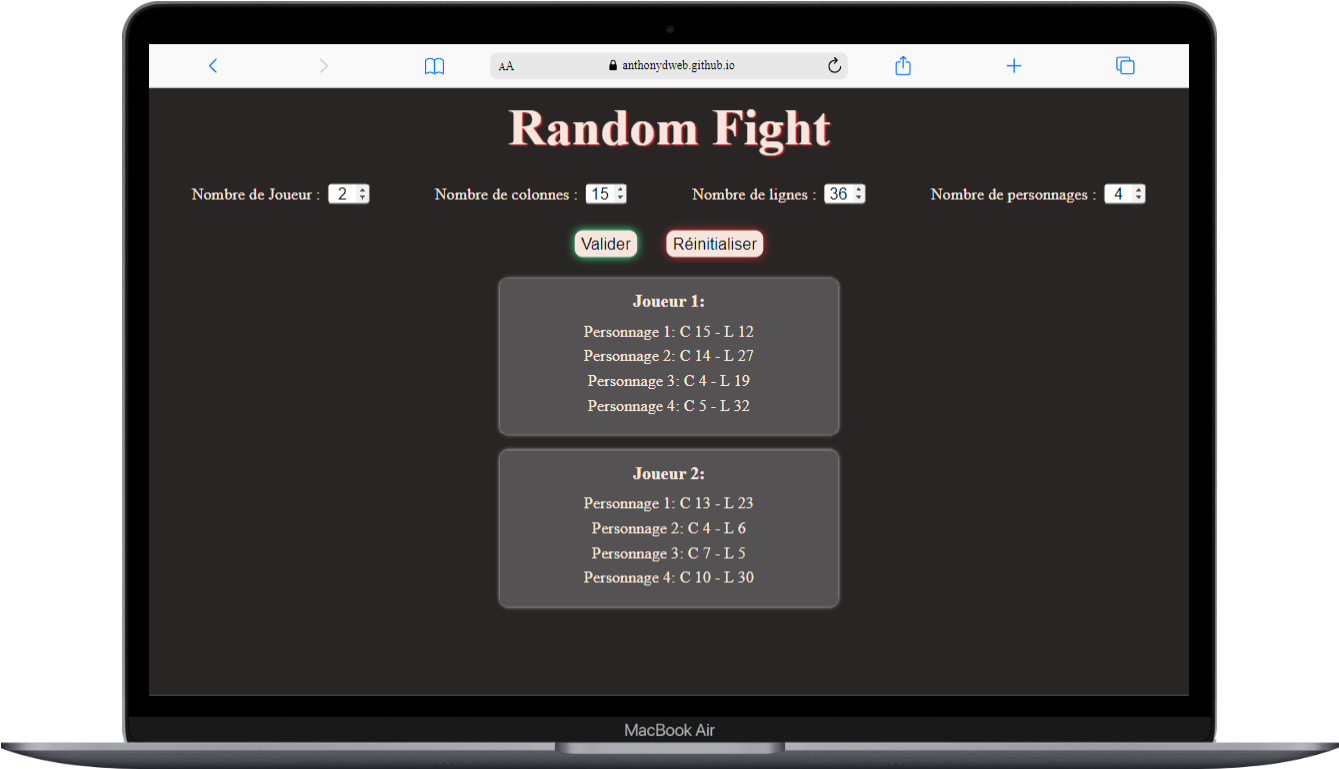 AA anthonydweb.github.io
Random Fight
Nombre de Joueur : 2 Nombre de colonnes : 15 Nombre de lignes : 36 Nombre de personnages : 4
Valider Réinitialiser
Joueur 1:
Personnage 1: C 15 - L 12
Personnage 2: C 14 - L 27
Personnage 3: C 4 - L 19
Personnage 4: C 5 - L 32
Joueur 2:
Personnage 1: C 13 - L 23
Personnage 2: C 4 - L 6
Personnage 3: C 7 - L 5
Personnage 4: C 10 - L 30
MacBook Air